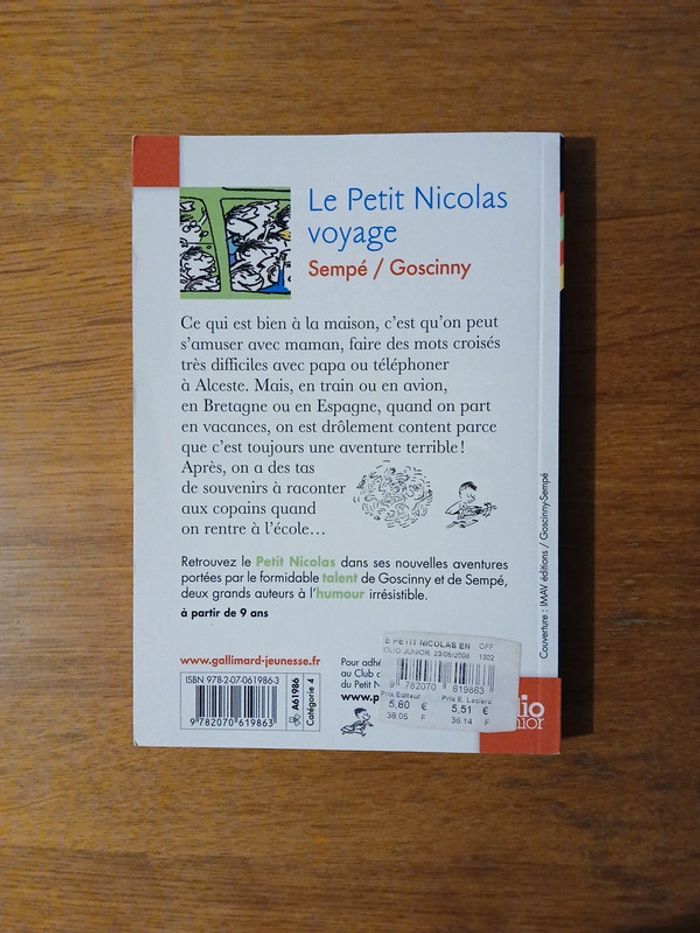 Le Petit Nicolas
voyage
Sempé / Goscinny
Ce qui est bien à la maison, c'est qu'on peut
s'amuser avec maman, faire des mots croisés
très difficiles avec papa ou téléphoner
à Alceste. Mais, en train ou en avion,
en Bretagne ou en Espagne, quand on part
en vacances, on est drôlement content parce
que c'est toujours une aventure terrible !
Après, on a des tas
de souvenirs à raconter
aux copains quand
on rentre à l'école…
Retrouvez le Petit Nicolas dans ses nouvelles aventures
portées par le formidable talent de Goscinny et de Sempé,
deux grands auteurs à l'humour irrésistible.
à partir de 9 ans
Couverture : IMAV éditions / Goscinny-Sempé
www.gallimard-jeunesse.fr
ISBN 978-2-07-061986-3
9 782070 619863
A61986
Catégorie 4
Pour adhé
au Club
du Petit N
www.p
E PETIT NICOLAS EN OFF
OLIO JUNIOR 23/05/2008 1302
9 782070 619863
Prix Editeur Prix E. Leclerc
5,80 € 5,51 €
38.05 F 36.14 F
lio
nior